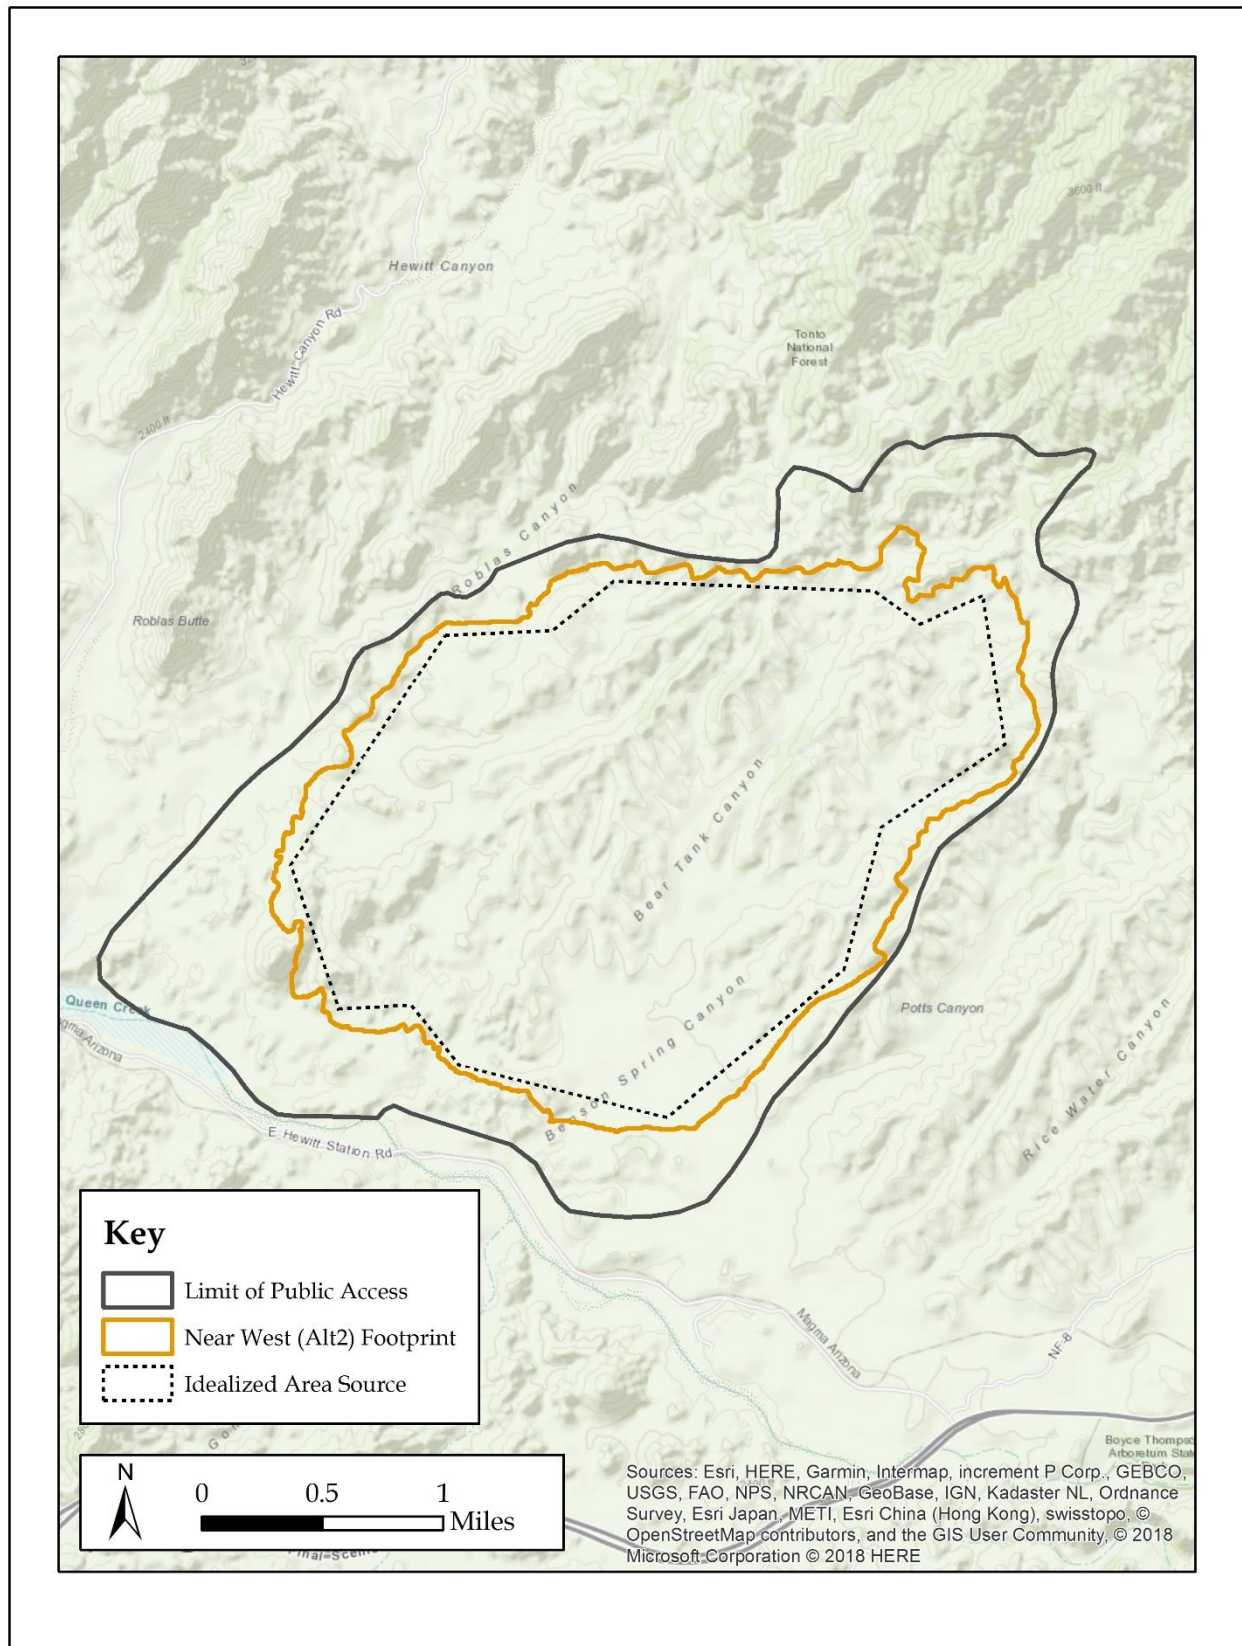 Hewitt Canyon
3600 ft
Hewitt Canyon Rd
Tonto
National
Forest
2400 ft
Roblas Canyon
Roblas Butte
Bear Tank Canyon
Queen Creek
Magma Arizona
Benson Spring Canyon
Potts Canyon
Rice Water Canyon
E Hewitt Station Rd
Key
Limit of Public Access
Near West (Alt2) Footprint
Idealized Area Source
Magma Arizona
NF-8
Boyce Thomps
Arboretum Stat
N
0 0.5 1
Miles
Sources: Esri, HERE, Garmin, Intermap, increment P Corp., GEBCO,
USGS, FAO, NPS, NRCAN, GeoBase, IGN, Kadaster NL, Ordnance
Survey, Esri Japan, METI, Esri China (Hong Kong), swisstopo, ©
OpenStreetMap contributors, and the GIS User Community, © 2018
Microsoft Corporation © 2018 HERE